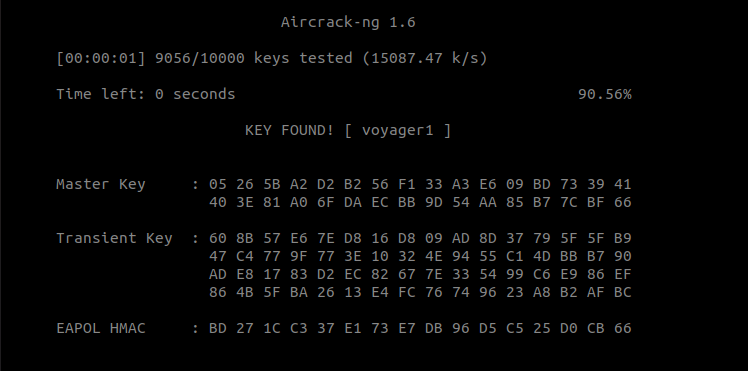 Aircrack-ng 1.6
[00:00:01] 9056/10000 keys tested (15087.47 k/s)
Time left: 0 seconds 90.56%
KEY FOUND! [ voyager1 ]
Master Key : 05 26 5B A2 D2 B2 56 F1 33 A3 E6 09 BD 73 39 41
40 3E 81 A0 6F DA EC BB 9D 54 AA 85 B7 7C BF 66
Transient Key : 60 8B 57 E6 7E D8 16 D8 09 AD 8D 37 79 5F 5F B9
47 C4 77 9F 77 3E 10 32 4E 94 55 C1 4D BB B7 90
AD E8 17 83 D2 EC 82 67 7E 33 54 99 C6 E9 86 EF
86 4B 5F BA 26 13 E4 FC 76 74 96 23 A8 B2 AF BC
EAPOL HMAC : BD 27 1C C3 37 E1 73 E7 DB 96 D5 C5 25 D0 CB 66